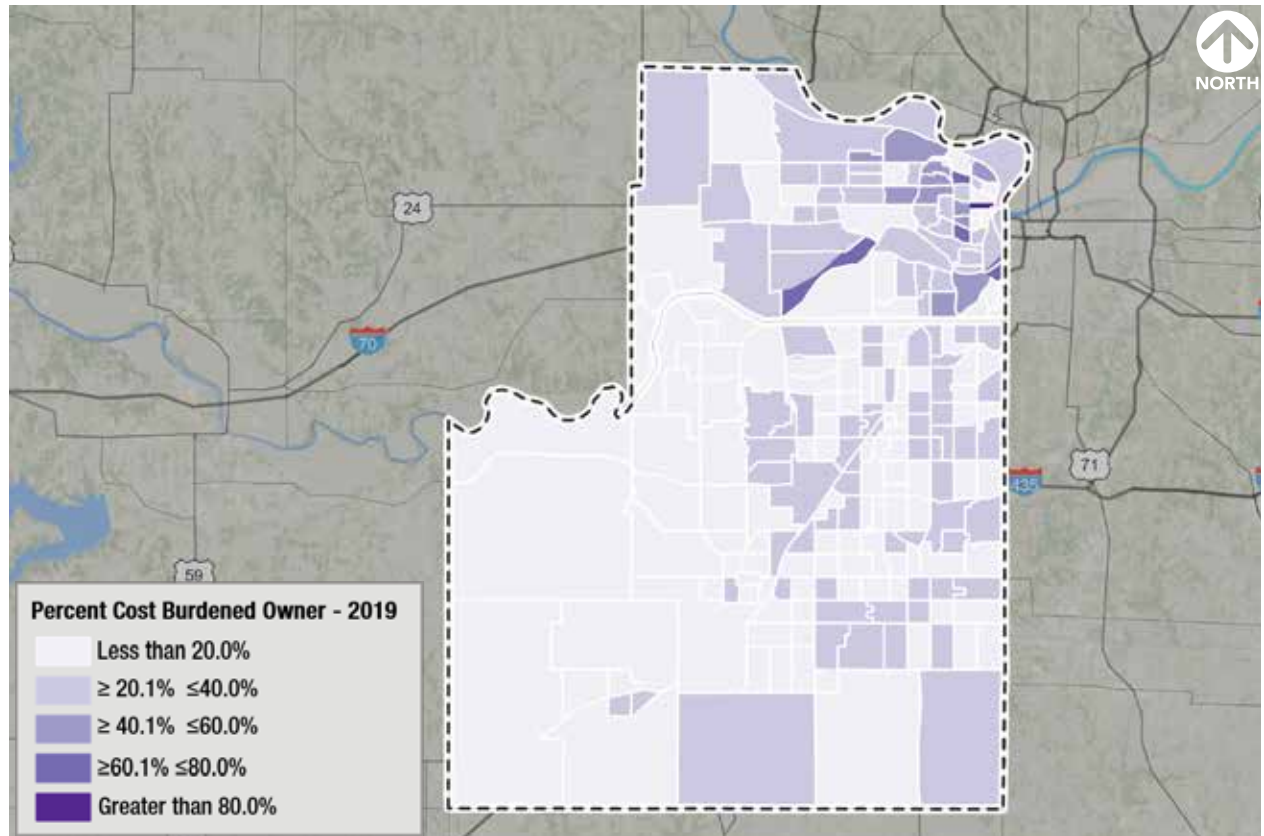 NORTH
24
70
71
435
59
Percent Cost Burdened Owner - 2019
Less than 20.0%
≥ 20.1% ≤40.0%
≥ 40.1% ≤60.0%
≥60.1% ≤80.0%
Greater than 80.0%